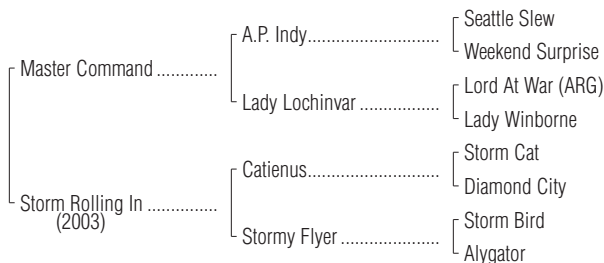 Seattle Slew
A.P. Indy
Weekend Surprise
Master Command
Lord At War (ARG)
Lady Lochinvar
Lady Winborne
Storm Cat
Catienus
Diamond City
Storm Rolling In
(2003)
Storm Bird
Stormy Flyer
Alygator